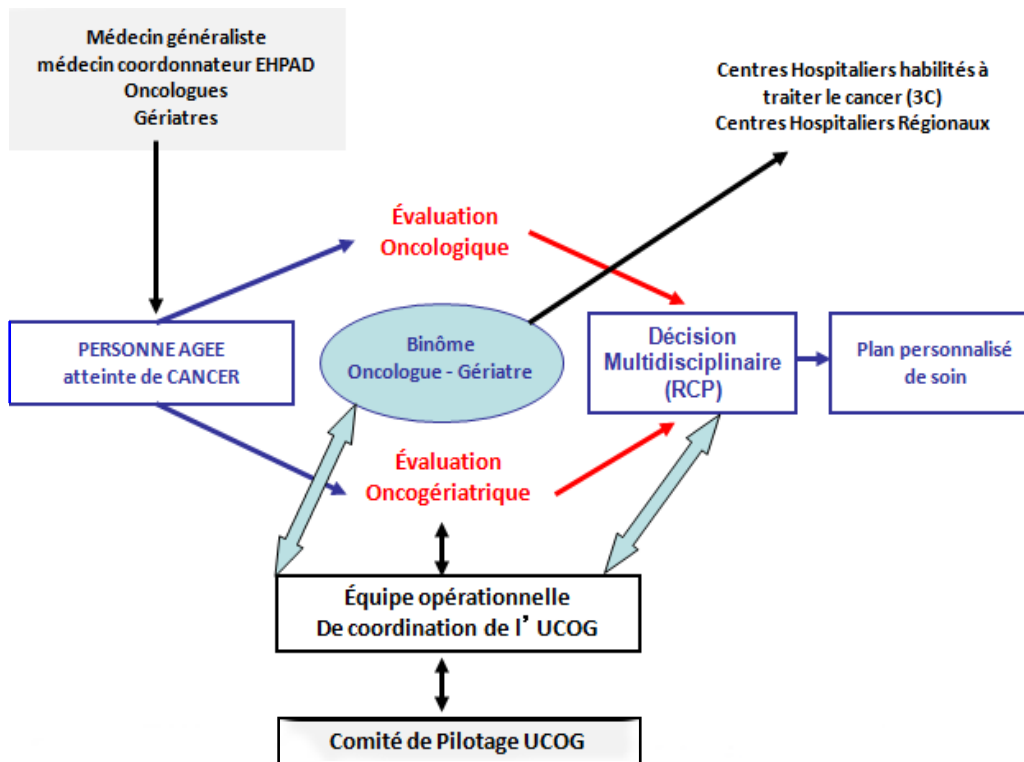 Médecin généraliste
médecin coordonnateur EHPAD
Oncologues
Gériatres
Centres Hospitaliers habilités à
traiter le cancer (3C)
Centres Hospitaliers Régionaux
Évaluation
Oncologique
PERSONNE AGEE
atteinte de CANCER
Binôme
Oncologue - Gériatre
Décision
Multidisciplinaire
(RCP)
Plan personnalisé
de soin
Évaluation
Oncogériatrique
Équipe opérationnelle
De coordination de l’ UCOG
Comité de Pilotage UCOG